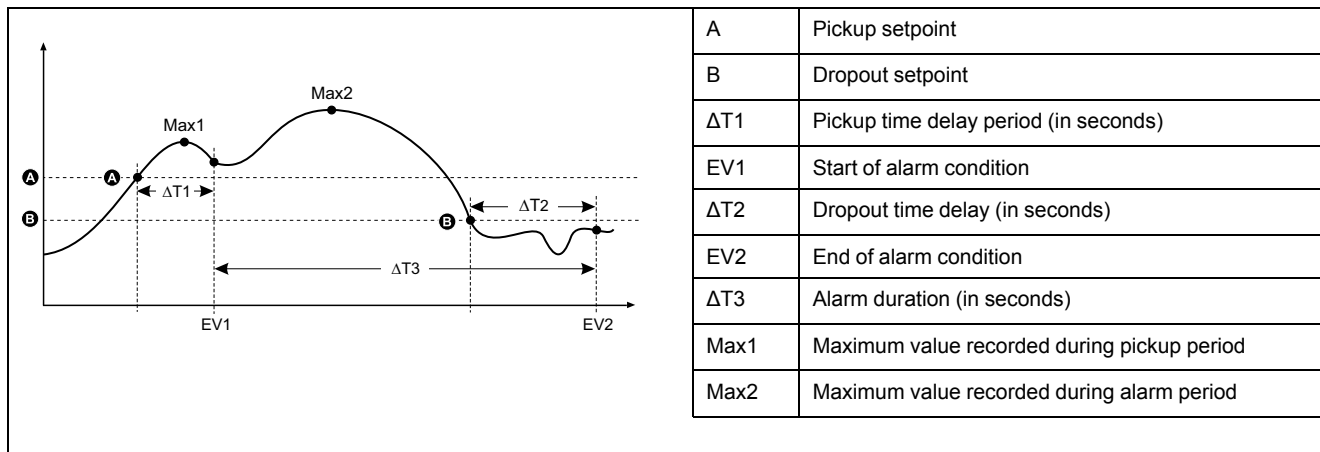 Max2
Max1
A
A
ΔT1
B
B
ΔT2
ΔT3
EV1
EV2
A Pickup setpoint
B Dropout setpoint
ΔT1 Pickup time delay period (in seconds)
EV1 Start of alarm condition
ΔT2 Dropout time delay (in seconds)
EV2 End of alarm condition
ΔT3 Alarm duration (in seconds)
Max1 Maximum value recorded during pickup period
Max2 Maximum value recorded during alarm period